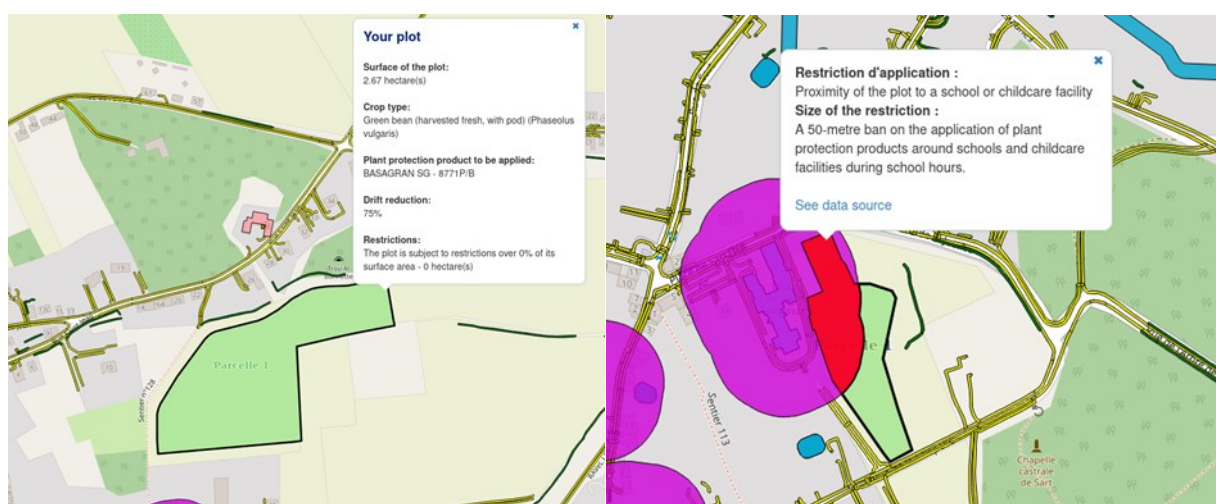 Your plot
Surface of the plot:
2.67 hectare(s)
Crop type:
Green bean (harvested fresh, with pod) (Phaseolus
vulgaris)
Plant protection product to be applied:
BASAGRAN SG - 8771P/B
Drift reduction:
75%
Restrictions:
The plot is subject to restrictions over 0% of its
surface area - 0 hectare(s)
Parcelle 1
Sentier n°128
Restriction d'application :
Proximity of the plot to a school or childcare facility
Size of the restriction :
A 50-metre ban on the application of plant
protection products around schools and childcare
facilities during school hours.
See data source
Sentier 113
Chapelle
castrale
de Sart